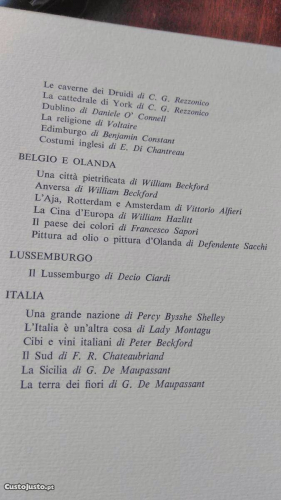 Le caverne dei Druidi di C. G. Rezzonico
La cattedrale di York di C. G. Rezzonico
Dublino di Daniele O' Connell
La religione di Voltaire
Edimburgo di Benjamin Constant
Costumi inglesi di E. Di Chantreau
BELGIO E OLANDA
Una città pietrificata di William Beckford
Anversa di William Beckford
L'Aja, Rotterdam e Amsterdam di Vittorio Alfieri
La Cina d'Europa di William Hazlitt
Il paese dei colori di Francesco Sapori
Pittura ad olio o pittura d'Olanda di Defendente Sacchi
LUSSEMBURGO
Il Lussemburgo di Decio Ciardi
ITALIA
Una grande nazione di Percy Bysshe Shelley
L'Italia è un'altra cosa di Lady Montagu
Cibi e vini italiani di Peter Beckford
Il Sud di F. R. Chateaubriand
La Sicilia di G. De Maupassant
La terra dei fiori di G. De Maupassant
CustoJusto.pt